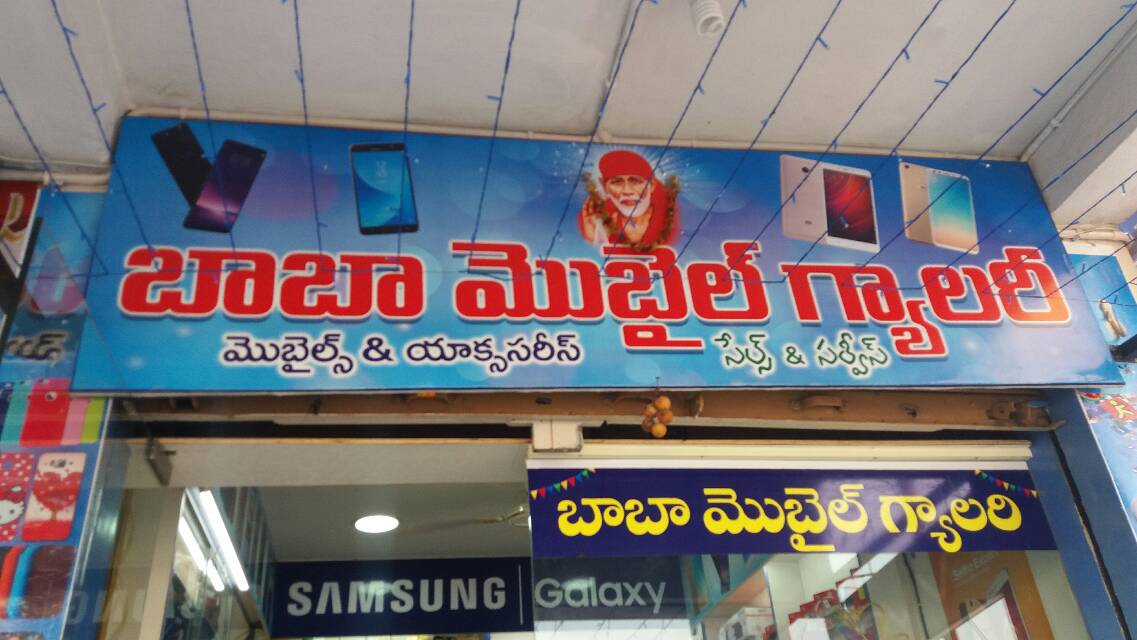 బాబా మొబైల్ గ్యాలరీ
మొబైల్స్ & యాక్ససరీస్ సేల్స్ & సర్వీస్
బాబా మొబైల్ గ్యాలరి
SAMSUNG Galaxy